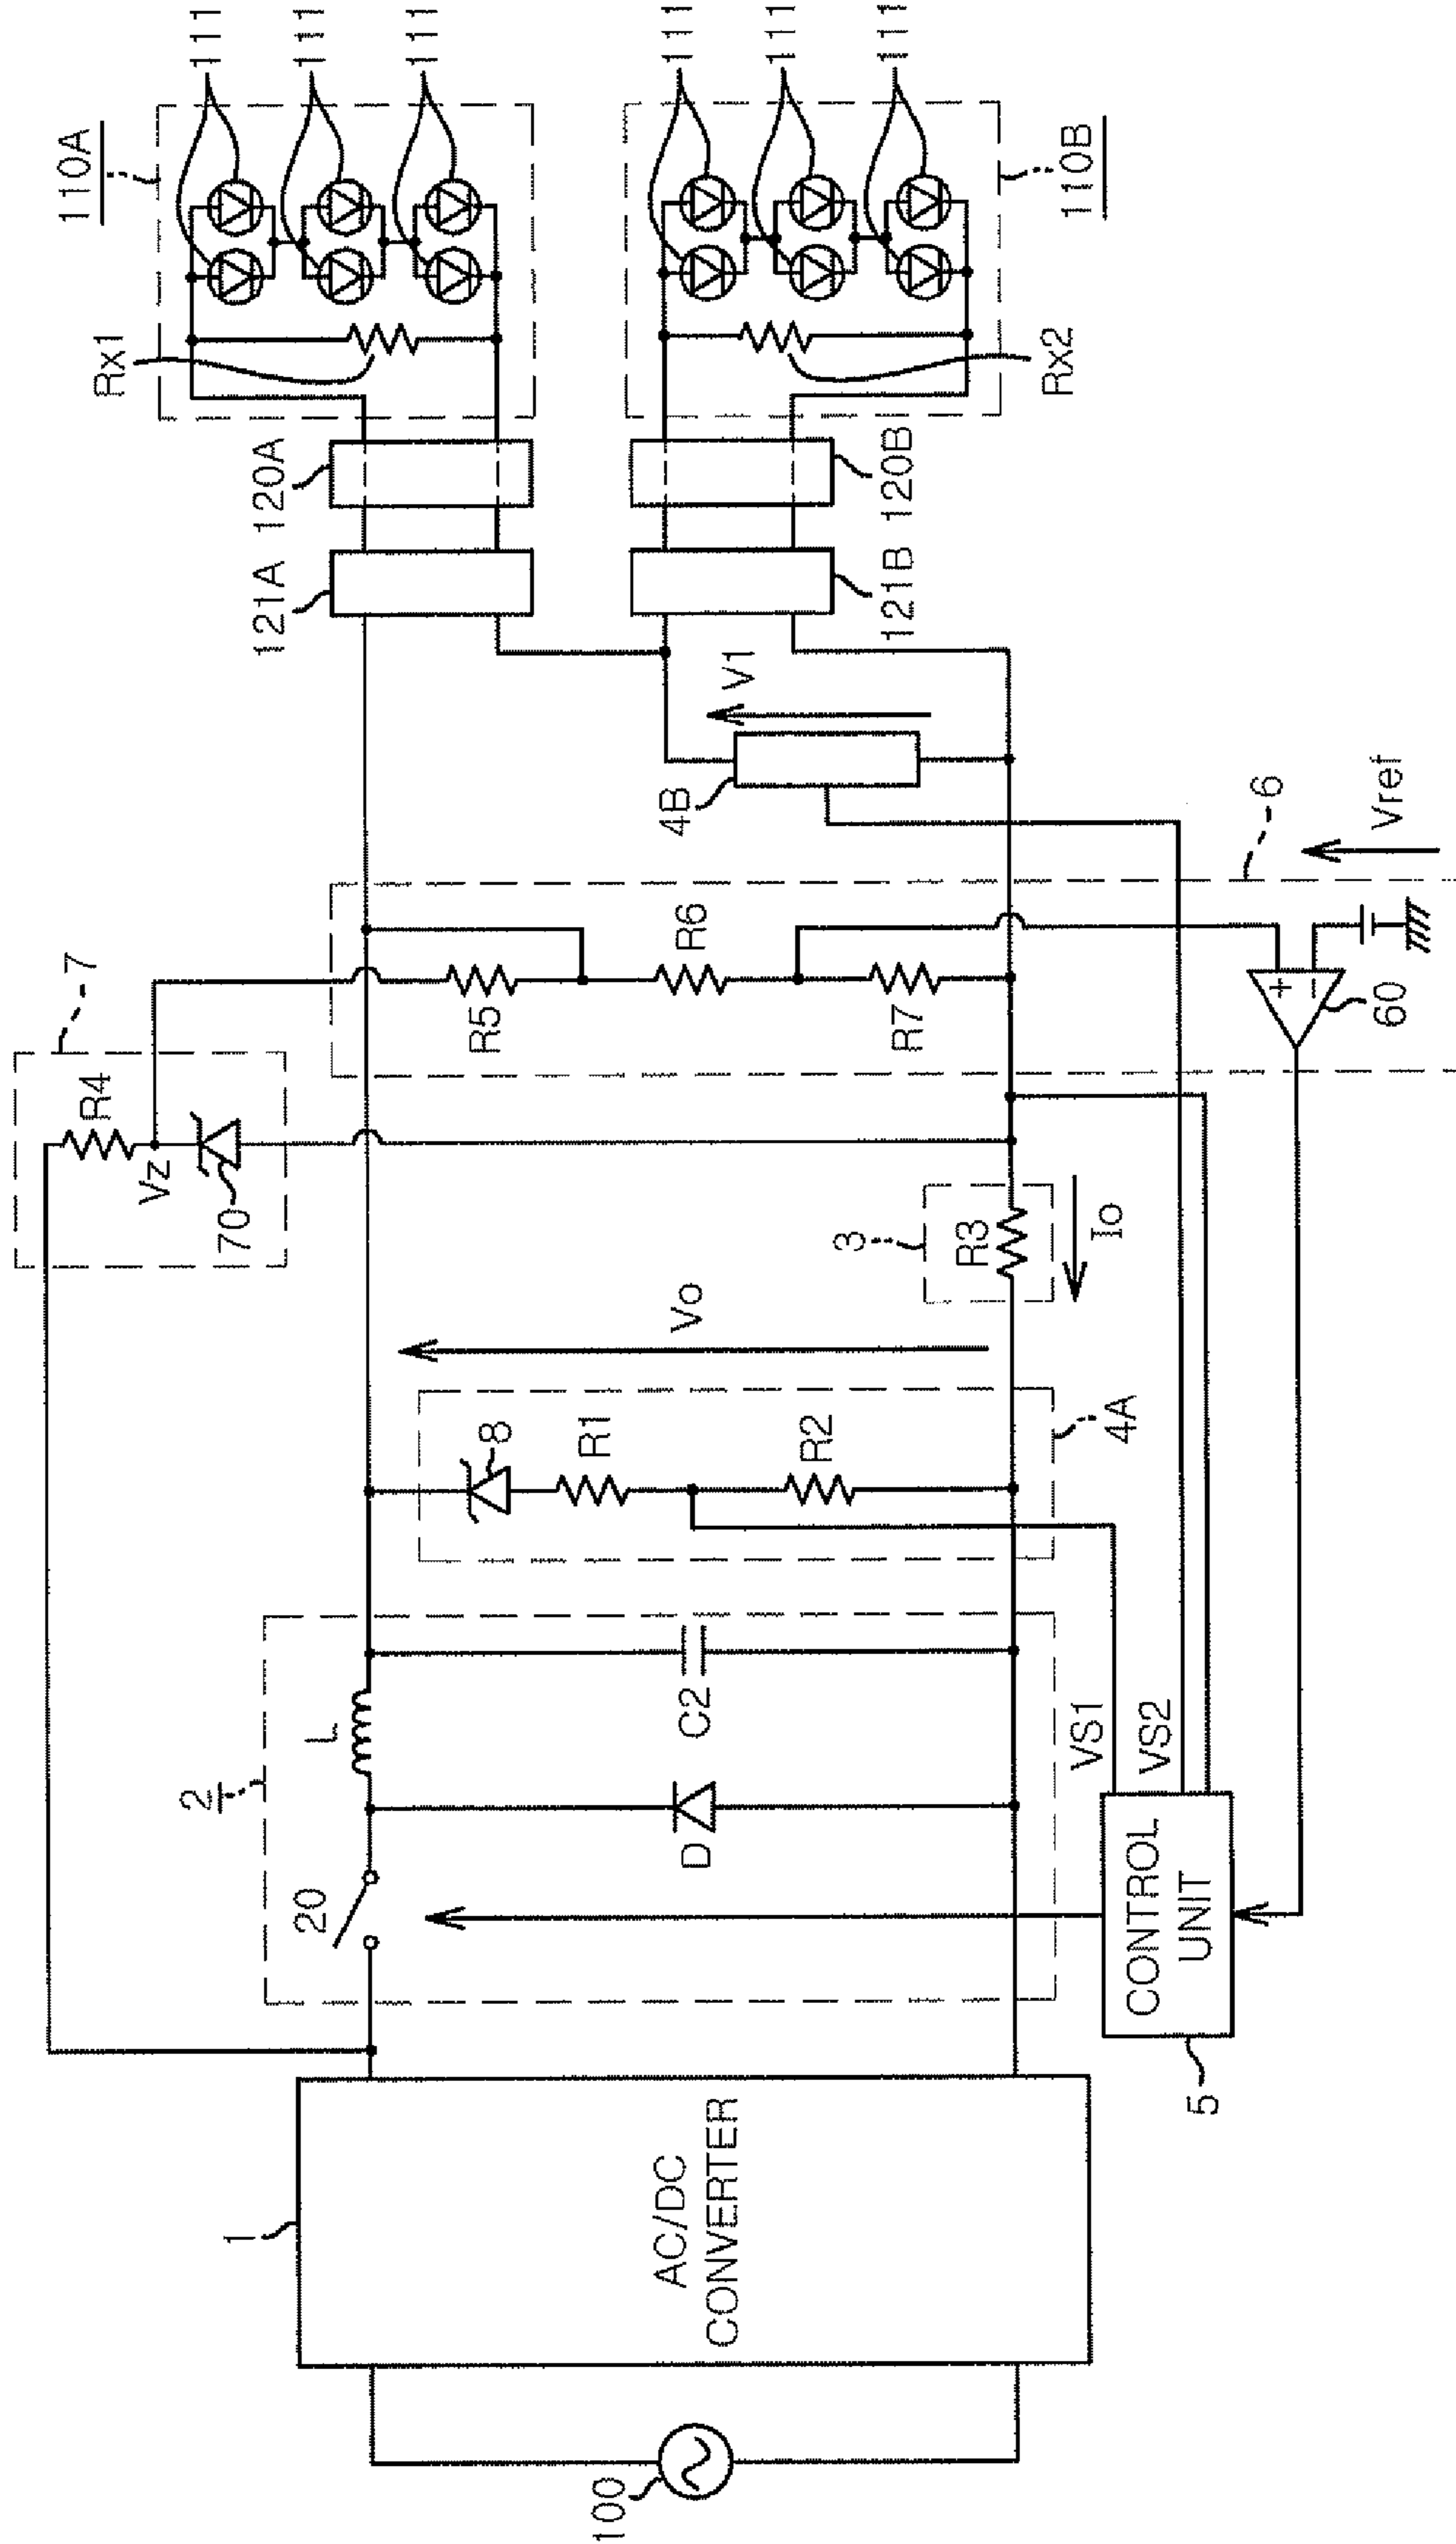 100
1
AC/DC
CONVERTER
2
20
L
D
C2
CONTROL
UNIT
5
VS1
VS2
4A
8
R1
R2
Vo
3
R3
Io
7
R4
Vz
70
R5
R6
R7
6
60
+
−
Vref
4B
V1
121A
120A
121B
120B
Rx1
Rx2
110A
110B
111
111
111
111
111
111